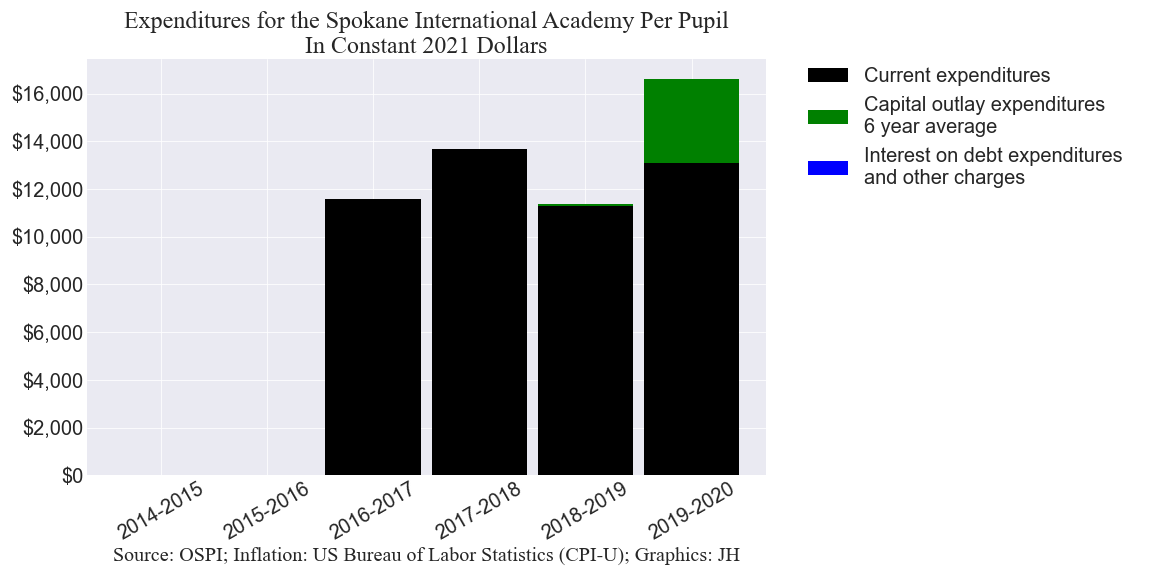 Expenditures for the Spokane International Academy Per Pupil
In Constant 2021 Dollars
$16,000
$14,000
$12,000
$10,000
$8,000
$6,000
$4,000
$2,000
$0
2014-2015
2015-2016
2016-2017
2017-2018
2018-2019
2019-2020
Current expenditures
Capital outlay expenditures
6 year average
Interest on debt expenditures
and other charges
Source: OSPI; Inflation: US Bureau of Labor Statistics (CPI-U); Graphics: JH